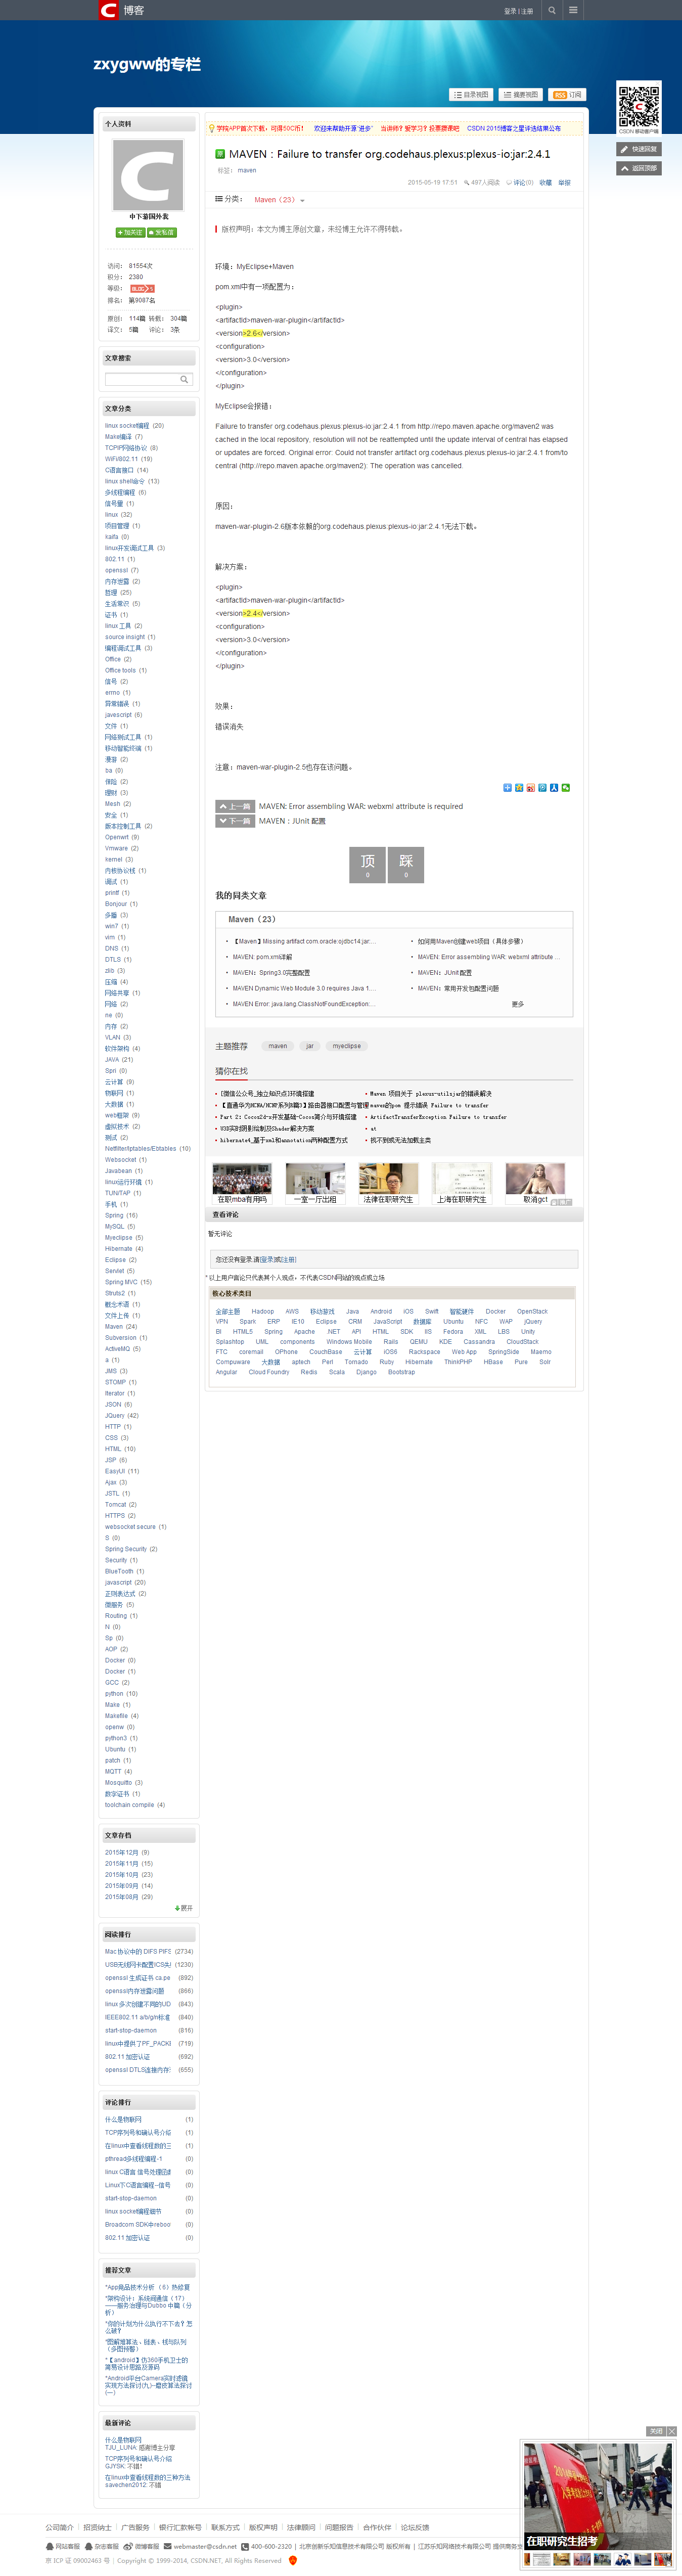 博客
登录 | 注册
zxygww的专栏
目录视图
摘要视图
RSS 订阅
CSDN 移动客户端
快速回复
返回顶部
个人资料
中下意国外我
加关注 发私信
访问： 81554次
积分： 2380
等级： BLOG 5
排名： 第9087名
原创： 114篇 转载： 304篇
译文： 5篇 评论： 3条
文章搜索
文章分类
linux socket编程 (20)
Make编译 (7)
TCPIP网络协议 (8)
WiFi/802.11 (19)
C语言接口 (14)
linux shell命令 (13)
多线程编程 (6)
信号量 (1)
linux (32)
项目管理 (1)
kaifa (0)
linux开发调试工具 (3)
802.11 (1)
openssl (7)
内存泄露 (2)
哲理 (25)
生活常识 (5)
证书 (1)
linux 工具 (2)
source insight (1)
编程调试工具 (3)
Office (2)
Office tools (1)
信号 (2)
errno (1)
异常错误 (1)
javescript (6)
文件 (1)
网络测试工具 (1)
移动智能终端 (1)
漫游 (2)
ba (0)
保险 (2)
理财 (3)
Mesh (2)
安全 (1)
版本控制工具 (2)
Openwrt (9)
Vmware (2)
kernel (3)
内核协议栈 (1)
调试 (1)
printf (1)
Bonjour (1)
多播 (3)
win7 (1)
vim (1)
DNS (1)
DTLS (1)
zlib (3)
压缩 (4)
网络共享 (1)
网络 (2)
ne (0)
内存 (2)
VLAN (3)
软件架构 (4)
JAVA (21)
Spri (0)
云计算 (9)
物联网 (1)
大数据 (1)
web框架 (9)
虚拟技术 (2)
测试 (2)
Netfilter/Iptables/Ebtables (10)
Websocket (1)
Javabean (1)
linux运行环境 (1)
TUN/TAP (1)
手机 (1)
Spring (16)
MySQL (5)
Myeclipse (5)
Hibernate (4)
Eclipse (2)
Servlet (5)
Spring MVC (15)
Struts2 (1)
概念术语 (1)
文件上传 (1)
Maven (24)
Subversion (1)
ActiveMQ (5)
a (1)
JMS (3)
STOMP (1)
Iterator (1)
JSON (6)
JQuery (42)
HTTP (1)
CSS (3)
HTML (10)
JSP (6)
EasyUI (11)
Ajax (3)
JSTL (1)
Tomcat (2)
HTTPS (2)
websocket secure (1)
S (0)
Spring Security (2)
Security (1)
BlueTooth (1)
javascript (20)
正则表达式 (2)
微服务 (5)
Routing (1)
N (0)
Sp (0)
AOP (2)
Docker (0)
Docker (1)
GCC (2)
python (10)
Make (1)
Makefile (4)
openw (0)
python3 (1)
Ubuntu (1)
patch (1)
MQTT (4)
Mosquitto (3)
数字证书 (1)
toolchain compile (4)
文章存档
2015年12月 (9)
2015年11月 (15)
2015年10月 (23)
2015年09月 (14)
2015年08月 (29)
展开
阅读排行
Mac 协议中的 DIFS PIFS (2734)
USB无线网卡配置ICS共 (1230)
openssl 生成证书 ca.pe (892)
openssl内存泄露问题 (866)
linux 多次创建不同的UD (843)
IEEE802.11 a/b/g/n标准 (840)
start-stop-daemon (816)
linux中提供了PF_PACKI (719)
802.11 加密认证 (692)
openssl DTLS连接内存 (655)
评论排行
什么是物联网 (1)
TCP序列号和确认号介绍 (1)
在linux中查看线程数的三 (1)
pthread多线程编程-1 (0)
linux C语言 信号处理函数 (0)
Linux下C语言编程--信号 (0)
start-stop-daemon (0)
linux socket编程细节 (0)
Broadcom SDK中reboo (0)
802.11 加密认证 (0)
推荐文章
*App竞品技术分析 （6）热修复
*架构设计：系统间通信（17）——服务治理与Dubbo 中篇（分析）
*你的计划为什么执行不下去？怎么破？
*图解堆算法、链表、栈与队列（多图预警）
*【android】仿360手机卫士的简易设计思路及源码
*Android平台Camera实时滤镜实现方法探讨(九)--磨皮算法探讨(一)
最新评论
什么是物联网
TJU_LUNA: 感谢博主分享
TCP序列号和确认号介绍
GJYSK: 不错！
在linux中查看线程数的三种方法
savechen2012: 不错
学院APP首次下载，可得50C币！ 欢迎来帮助开源“进步” 当讲师？爱学习？投票攒课吧 CSDN 2015博客之星评选结果公布
原 MAVEN：Failure to transfer org.codehaus.plexus:plexus-io:jar:2.4.1
标签： maven
2015-05-19 17:51 497人阅读 评论(0) 收藏 举报
分类： Maven（23）
版权声明：本文为博主原创文章，未经博主允许不得转载。
环境：MyEclipse+Maven
pom.xml中有一项配置为：
<plugin>
<artifactid>maven-war-plugin</artifactid>
<version>2.6</version>
<configuration>
<version>3.0</version>
</configuration>
</plugin>
MyEclipse会报错：
Failure to transfer org.codehaus.plexus:plexus-io:jar:2.4.1 from http://repo.maven.apache.org/maven2 was
cached in the local repository, resolution will not be reattempted until the update interval of central has elapsed
or updates are forced. Original error: Could not transfer artifact org.codehaus.plexus:plexus-io:jar:2.4.1 from/to
central (http://repo.maven.apache.org/maven2): The operation was cancelled.
原因：
maven-war-plugin-2.6版本依赖的org.codehaus.plexus:plexus-io:jar:2.4.1无法下载。
解决方案：
<plugin>
<artifactid>maven-war-plugin</artifactid>
<version>2.4</version>
<configuration>
<version>3.0</version>
</configuration>
</plugin>
效果：
错误消失
注意：maven-war-plugin-2.5也存在该问题。
上一篇 MAVEN: Error assembling WAR: webxml attribute is required
下一篇 MAVEN：JUnit 配置
顶 0
踩 0
我的同类文章
Maven（23）
【Maven】Missing artifact com.oracle:ojdbc14:jar:…
如何用Maven创建web项目（具体步骤）
MAVEN: pom.xml详解
MAVEN: Error assembling WAR: webxml attribute …
MAVEN：Spring3.0完整配置
MAVEN：JUnit 配置
MAVEN Dynamic Web Module 3.0 requires Java 1.…
MAVEN：常用开发包配置问题
MAVEN Error: java.lang.ClassNotFoundException:…
更多
主题推荐 maven jar myeclipse
猜你在找
【微信公众号_独立知识点】环境搭建
Maven 项目关于 plexus-utilsjar的错误解决
【直通华为HCNA/HCNP系列R篇3】路由器接口配置与管理
maven的pom 提示错误 Failure to transfer
Part 2：Cocos2d-x开发基础-Cocos简介与环境搭建
ArtifactTransferException Failure to transfer
U3D实时阴影绘制及Shader解决方案
at
hibernate4_基于xml和annotation两种配置方式
找不到或无法加载主类
在职mba有用吗
一室一厅出租
法律在职研究生
上海在职研究生
取消gct
查看评论
暂无评论
您还没有登录,请[登录]或[注册]
* 以上用户言论只代表其个人观点，不代表CSDN网站的观点或立场
核心技术类目
全部主题 Hadoop AWS 移动游戏 Java Android iOS Swift 智能硬件 Docker OpenStack
VPN Spark ERP IE10 Eclipse CRM JavaScript 数据库 Ubuntu NFC WAP jQuery
BI HTML5 Spring Apache .NET API HTML SDK IIS Fedora XML LBS Unity
Splashtop UML components Windows Mobile Rails QEMU KDE Cassandra CloudStack
FTC coremail OPhone CouchBase 云计算 iOS6 Rackspace Web App SpringSide Maemo
Compuware 大数据 aptech Perl Tornado Ruby Hibernate ThinkPHP HBase Pure Solr
Angular Cloud Foundry Redis Scala Django Bootstrap
关闭
在职研究生招考
公司简介 | 招贤纳士 | 广告服务 | 银行汇款帐号 | 联系方式 | 版权声明 | 法律顾问 | 问题报告 | 合作伙伴 | 论坛反馈
网站客服 杂志客服 微博客服 webmaster@csdn.net 400-600-2320 | 北京创新乐知信息技术有限公司 版权所有 | 江苏乐知网络技术有限公司 提供商务支
京 ICP 证 09002463 号 | Copyright © 1999-2014, CSDN.NET, All Rights Reserved